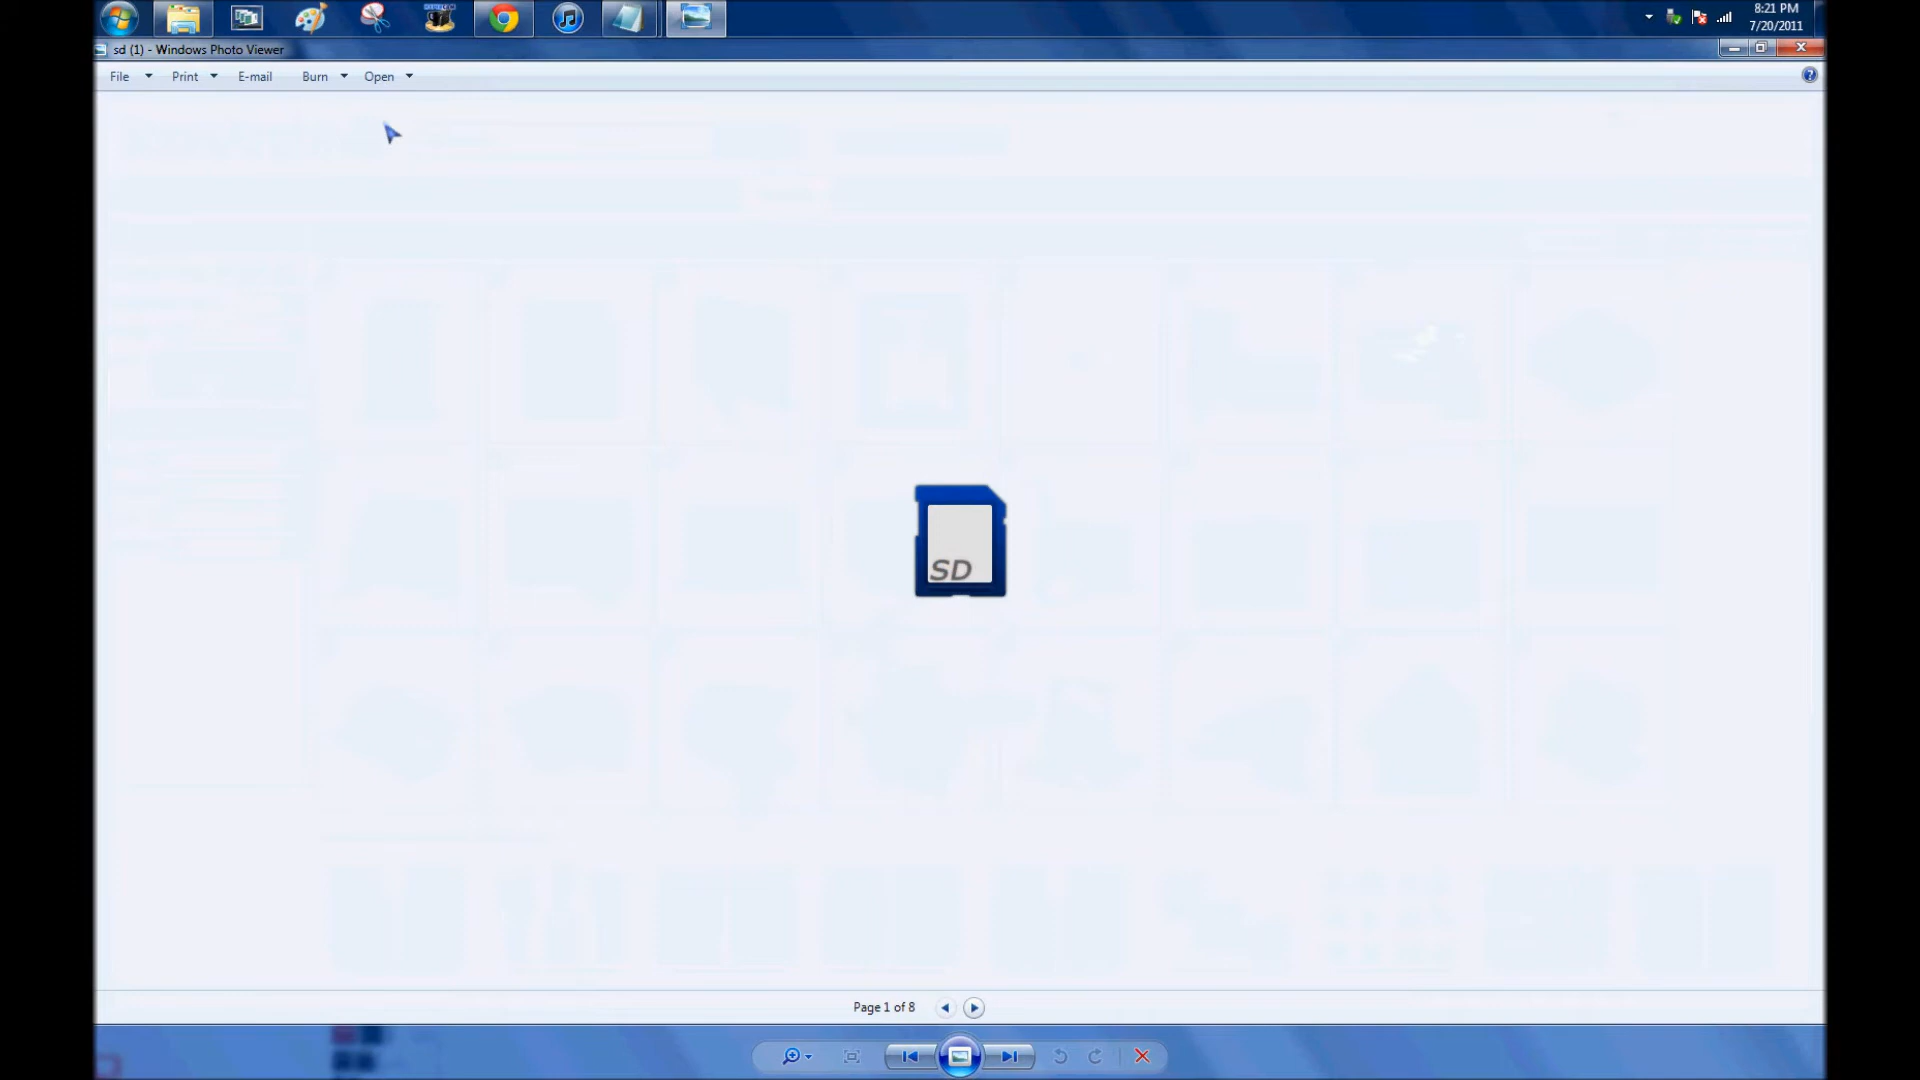 8:21 PM
7/20/2011
sd (1) - Windows Photo Viewer
File Print E-mail Burn Open
SD
Page 1 of 8